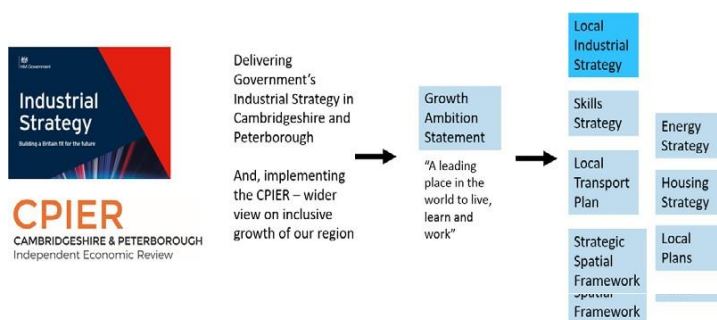 HM Government
Industrial
Strategy
Building a Britain fit for the future
CPIER
CAMBRIDGESHIRE & PETERBOROUGH
Independent Economic Review
Delivering
Government's
Industrial Strategy in
Cambridgeshire and
Peterborough
And, implementing
the CPIER – wider
view on inclusive
growth of our region
Growth
Ambition
Statement
"A leading
place in the
world to live,
learn and
work"
Local
Industrial
Strategy
Skills
Strategy
Local
Transport
Plan
Strategic
Spatial
Framework
Spatial
Framework
Energy
Strategy
Housing
Strategy
Local
Plans